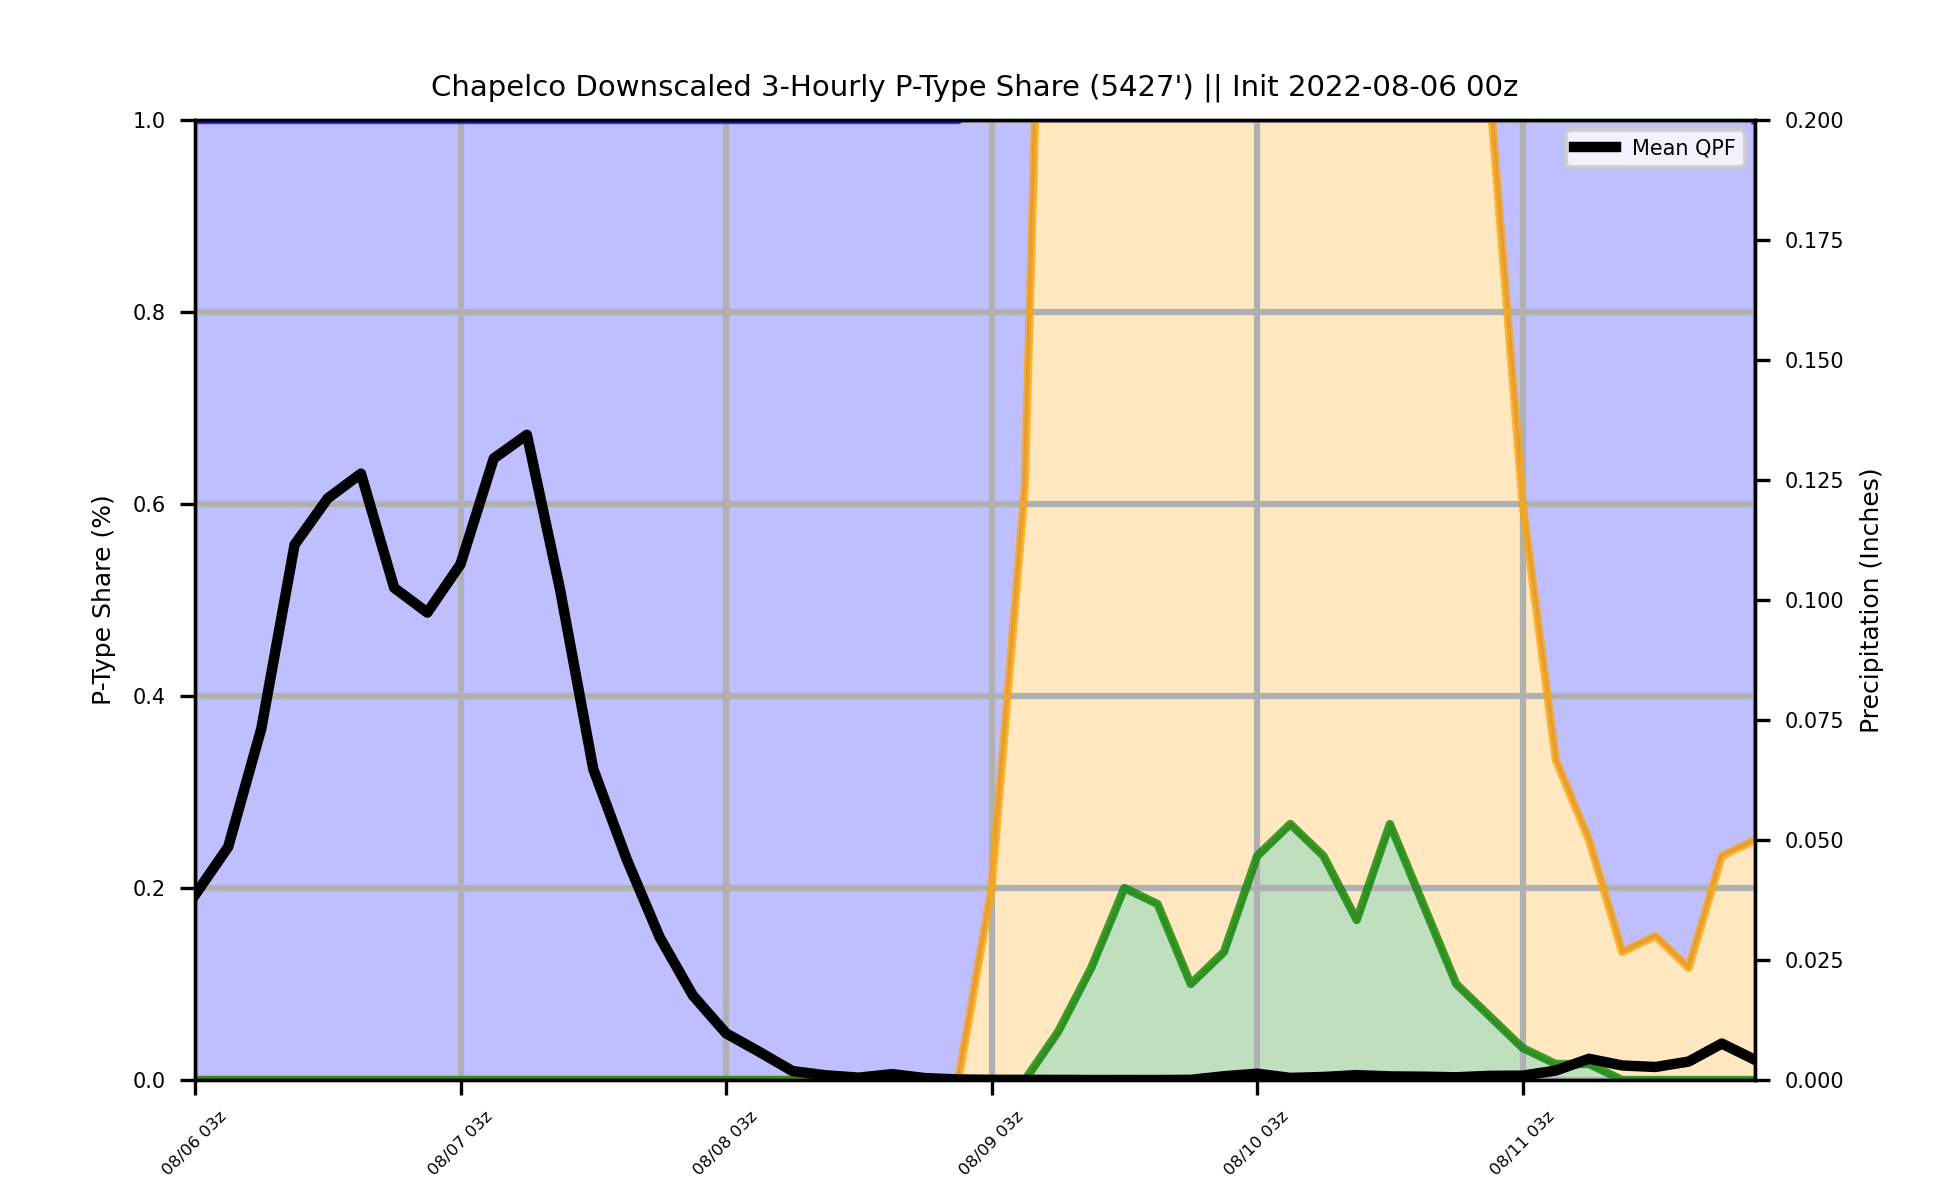 Chapelco Downscaled 3-Hourly P-Type Share (5427') || Init 2022-08-06 00z
Mean QPF
P-Type Share (%)
1.0
0.8
0.6
0.4
0.2
0.0
0.200
0.175
0.150
0.125
0.100
0.075
0.050
0.025
0.000
Precipitation (Inches)
08/06 03z
08/07 03z
08/08 03z
08/09 03z
08/10 03z
08/11 03z